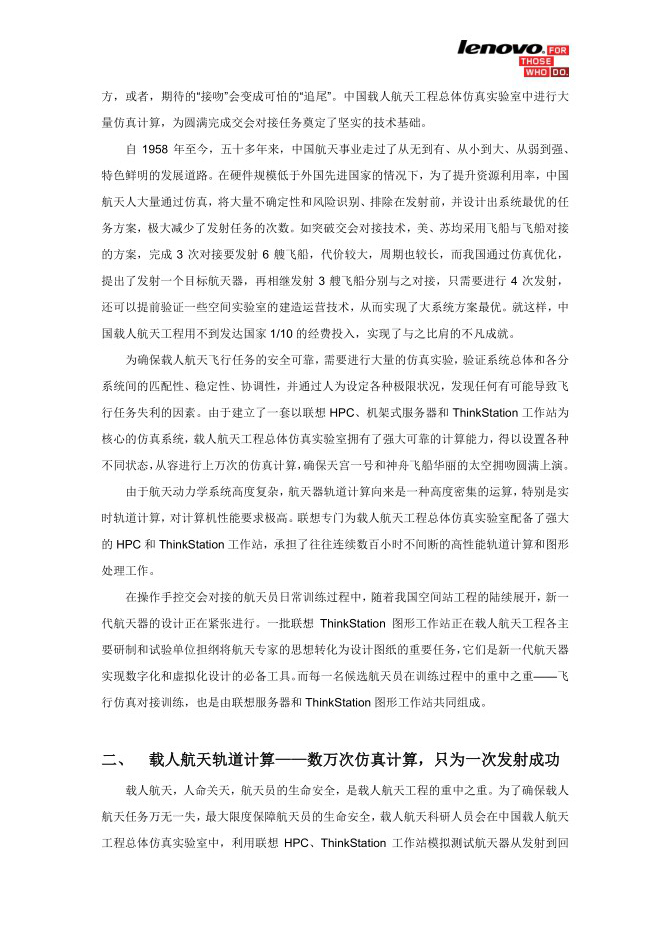 lenovo. FOR
THOSE
WHO DO.
方，或者，期待的“接吻”会变成可怕的“追尾”。中国载人航天工程总体仿真实验室中进行大
量仿真计算，为圆满完成交会对接任务奠定了坚实的技术基础。
自 1958 年至今，五十多年来，中国航天事业走过了从无到有、从小到大、从弱到强、
特色鲜明的发展道路。在硬件规模低于外国先进国家的情况下，为了提升资源利用率，中国
航天人大量通过仿真，将大量不确定性和风险识别、排除在发射前，并设计出系统最优的任
务方案，极大减少了发射任务的次数。如突破交会对接技术，美、苏均采用飞船与飞船对接
的方案，完成 3 次对接要发射 6 艘飞船，代价较大，周期也较长，而我国通过仿真优化，
提出了发射一个目标航天器，再相继发射 3 艘飞船分别与之对接，只需要进行 4 次发射，
还可以提前验证一些空间实验室的建造运营技术，从而实现了大系统方案最优。就这样，中
国载人航天工程用不到发达国家 1/10 的经费投入，实现了与之比肩的不凡成就。
为确保载人航天飞行任务的安全可靠，需要进行大量的仿真实验，验证系统总体和各分
系统间的匹配性、稳定性、协调性，并通过人为设定各种极限状况，发现任何有可能导致飞
行任务失利的因素。由于建立了一套以联想 HPC、机架式服务器和 ThinkStation 工作站为
核心的仿真系统，载人航天工程总体仿真实验室拥有了强大可靠的计算能力，得以设置各种
不同状态，从容进行上万次的仿真计算，确保天宫一号和神舟飞船华丽的太空拥吻圆满上演。
由于航天动力学系统高度复杂，航天器轨道计算向来是一种高度密集的运算，特别是实
时轨道计算，对计算机性能要求极高。联想专门为载人航天工程总体仿真实验室配备了强大
的 HPC 和 ThinkStation 工作站，承担了往往连续数百小时不间断的高性能轨道计算和图形
处理工作。
在操作手控交会对接的航天员日常训练过程中，随着我国空间站工程的陆续展开，新一
代航天器的设计正在紧张进行。一批联想 ThinkStation 图形工作站正在载人航天工程各主
要研制和试验单位担纲将航天专家的思想转化为设计图纸的重要任务，它们是新一代航天器
实现数字化和虚拟化设计的必备工具。而每一名候选航天员在训练过程中的重中之重——飞
行仿真对接训练，也是由联想服务器和 ThinkStation 图形工作站共同组成。
二、 载人航天轨道计算——数万次仿真计算，只为一次发射成功
载人航天，人命关天，航天员的生命安全，是载人航天工程的重中之重。为了确保载人
航天任务万无一失，最大限度保障航天员的生命安全，载人航天科研人员会在中国载人航天
工程总体仿真实验室中，利用联想 HPC、ThinkStation 工作站模拟测试航天器从发射到回